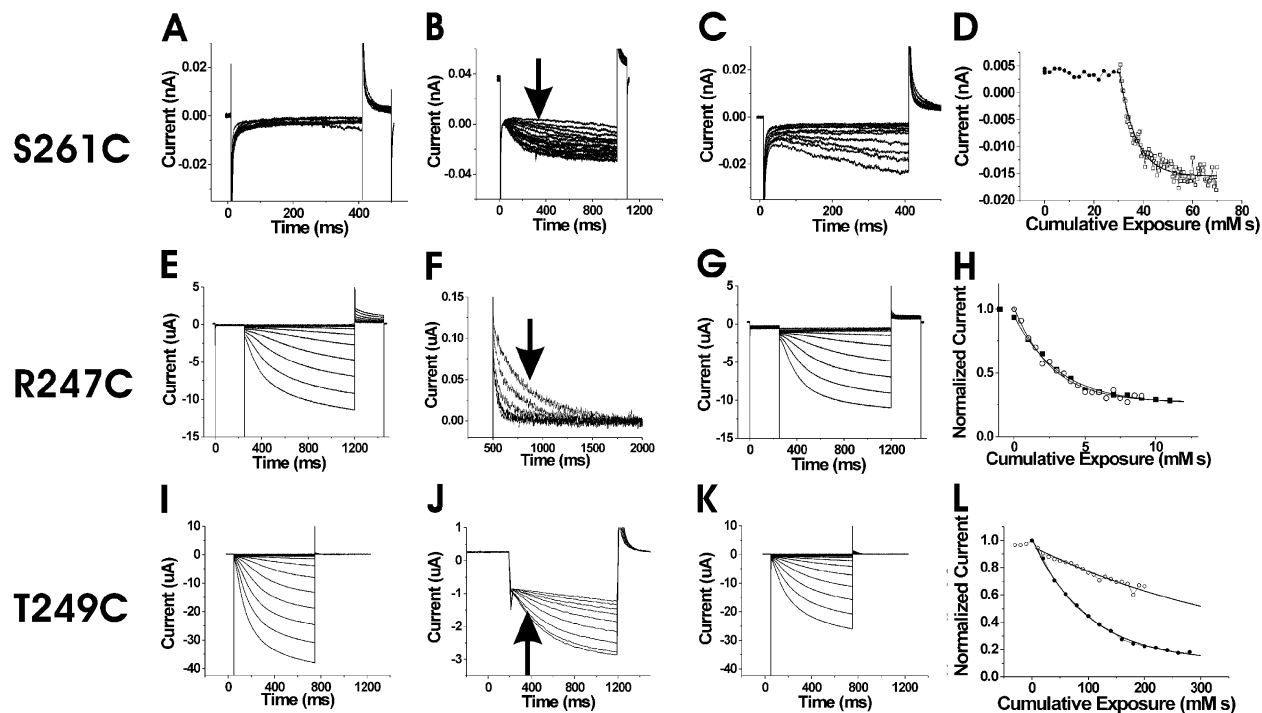 A
B
C
D
S261C
Current (nA)
0.02
0.00
-0.02
0
200
400
Time (ms)
Current (nA)
0.04
0.00
-0.04
0
400
800
1200
Time (ms)
Current (nA)
0.02
0.00
-0.02
0
200
400
Time (ms)
Current (nA)
0.005
0.000
-0.005
-0.010
-0.015
-0.020
0
20
40
60
80
Cumulative Exposure (mM s)
E
F
G
H
R247C
Current (uA)
5
0
-5
-10
-15
0
400
800
1200
Time (ms)
Current (uA)
0.15
0.10
0.05
0.00
500
1000
1500
2000
Time (ms)
Current (uA)
5
0
-5
-10
-15
0
400
800
1200
Time (ms)
Normalized Current
1.0
0.5
0.0
0
5
10
Cumulative Exposure (mM s)
I
J
K
L
T249C
Current (uA)
10
0
-10
-20
-30
-40
0
400
800
1200
Time (ms)
Current (uA)
1
0
-1
-2
-3
0
400
800
1200
Time (ms)
Current (uA)
10
0
-10
-20
-30
-40
0
400
800
1200
Time (ms)
Normalized Current
1.0
0.8
0.6
0.4
0.2
0.0
0
100
200
300
Cumulative Exposure (mM s)